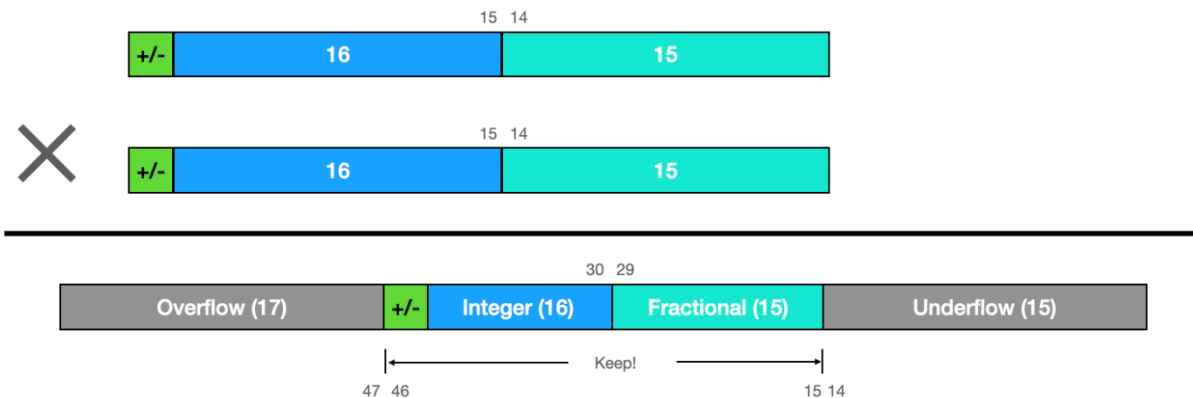 15 14
+/- 16 15
15 14
+/- 16 15
30 29
Overflow (17) +/- Integer (16) Fractional (15) Underflow (15)
Keep!
47 46 15 14